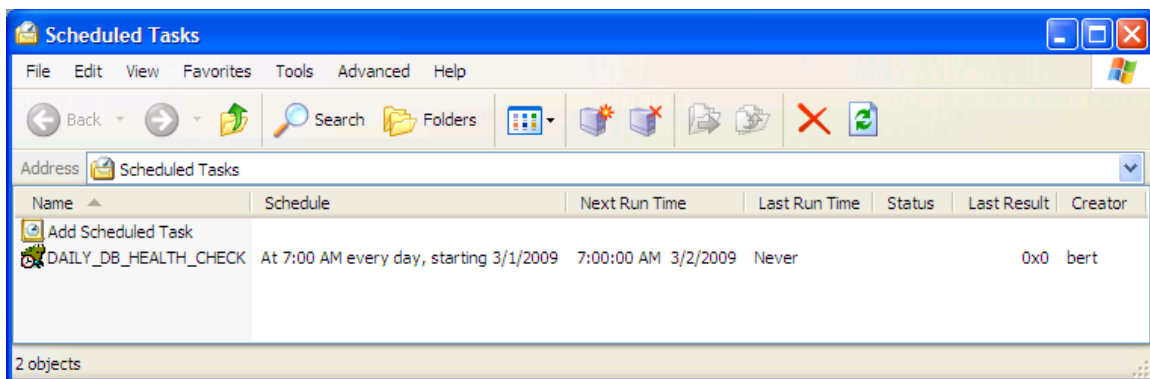 Scheduled Tasks
File Edit View Favorites Tools Advanced Help
Back Search Folders
Address Scheduled Tasks
Name Schedule Next Run Time Last Run Time Status Last Result Creator
Add Scheduled Task
DAILY_DB_HEALTH_CHECK At 7:00 AM every day, starting 3/1/2009 7:00:00 AM 3/2/2009 Never 0x0 bert
2 objects